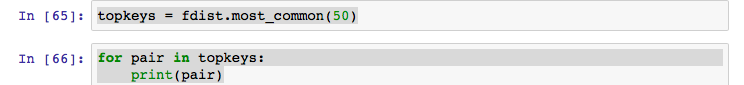 In [65]: topkeys = fdist.most_common(50)
In [66]: for pair in topkeys:
    print(pair)